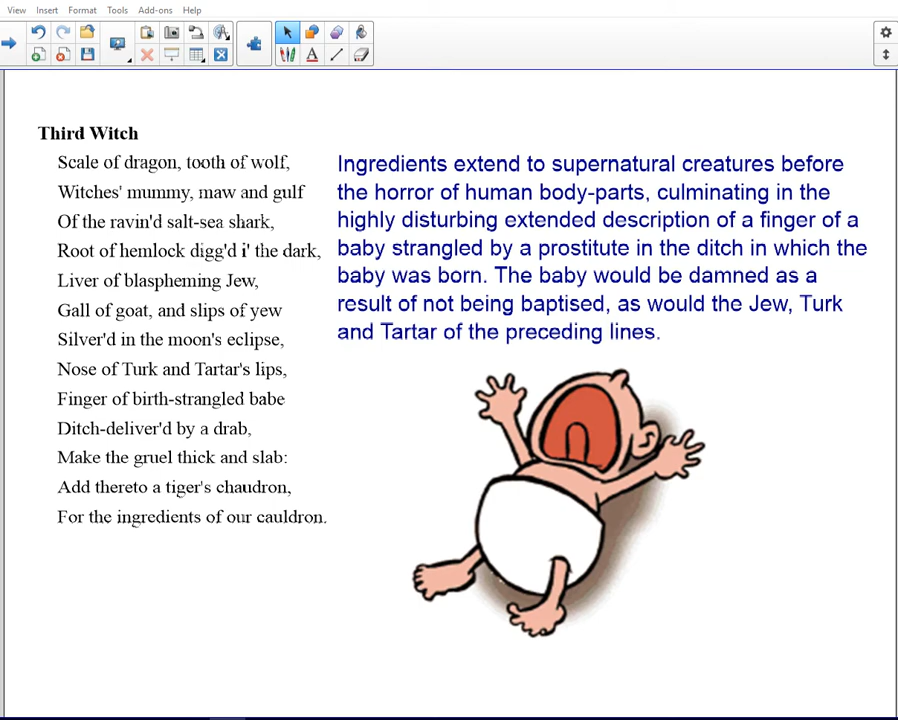 View Insert Format Tools Add-ons Help
Third Witch
Scale of dragon, tooth of wolf,
Witches' mummy, maw and gulf
Of the ravin'd salt-sea shark,
Root of hemlock digg'd i' the dark,
Liver of blaspheming Jew,
Gall of goat, and slips of yew
Silver'd in the moon's eclipse,
Nose of Turk and Tartar's lips,
Finger of birth-strangled babe
Ditch-deliver'd by a drab,
Make the gruel thick and slab:
Add thereto a tiger's chaudron,
For the ingredients of our cauldron.
Ingredients extend to supernatural creatures before
the horror of human body-parts, culminating in the
highly disturbing extended description of a finger of a
baby strangled by a prostitute in the ditch in which the
baby was born. The baby would be damned as a
result of not being baptised, as would the Jew, Turk
and Tartar of the preceding lines.